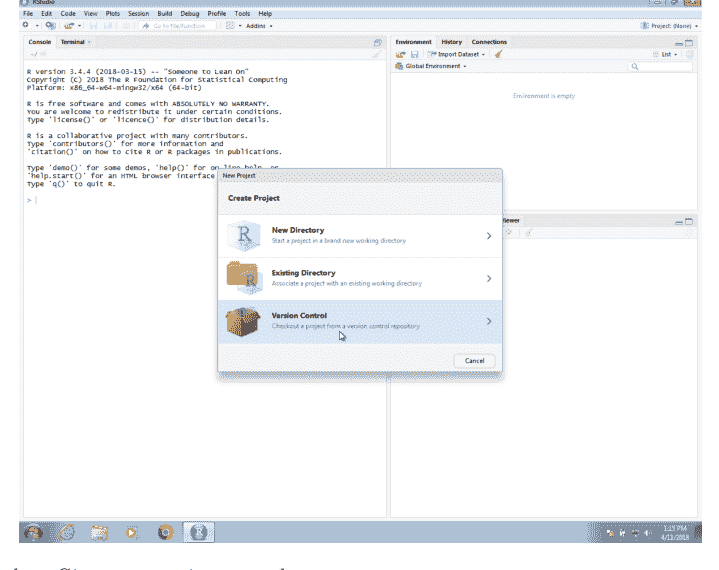 RStudio
File Edit Code View Plots Session Build Debug Profile Tools Help
Go to file/function Addins Project: (None)
Console Terminal
~/
R version 3.4.4 (2018-03-15) -- "Someone to Lean On"
Copyright (C) 2018 The R Foundation for Statistical Computing
Platform: x86_64-w64-mingw32/x64 (64-bit)
R is free software and comes with ABSOLUTELY NO WARRANTY.
You are welcome to redistribute it under certain conditions.
Type 'license()' or 'licence()' for distribution details.
R is a collaborative project with many contributors.
Type 'contributors()' for more information and
'citation()' on how to cite R or R packages in publications.
Type 'demo()' for some demos, 'help()' for on-line help, or
'help.start()' for an HTML browser interface
Type 'q()' to quit R.
>
Environment History Connections
Import Dataset List
Global Environment
Environment is empty
Viewer
New Project
Create Project
New Directory
Start a project in a brand new working directory
Existing Directory
Associate a project with an existing working directory
Version Control
Checkout a project from a version control repository
Cancel
1:15 PM
4/13/2018